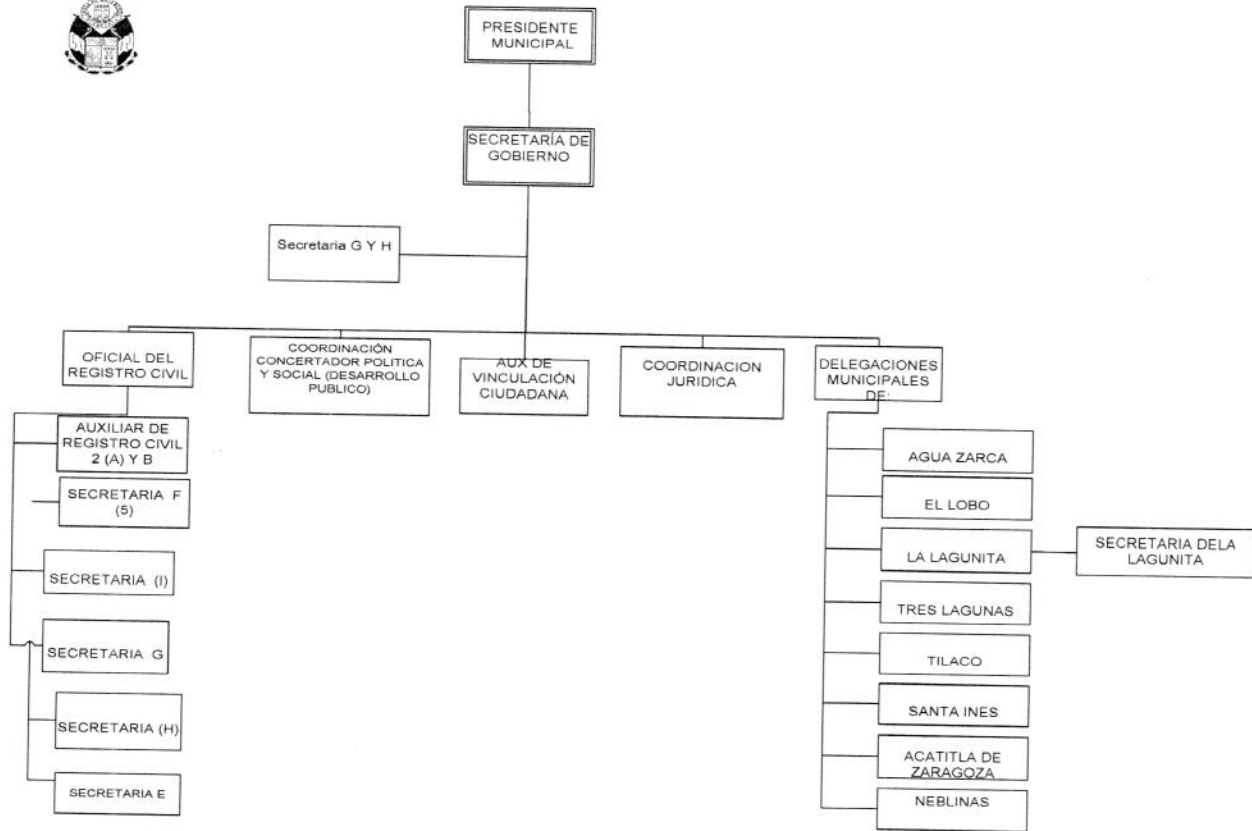 PRESIDENTE
MUNICIPAL
SECRETARÍA DE
GOBIERNO
Secretaria G Y H
OFICIAL DEL
REGISTRO CIVIL
COORDINACIÓN
CONCERTADOR POLITICA
Y SOCIAL (DESARROLLO
PUBLICO)
AUX DE
VINCULACIÓN
CIUDADANA
COORDINACION
JURIDICA
DELEGACIONES
MUNICIPALES
DE:
AUXILIAR DE
REGISTRO CIVIL
2 (A) Y B
SECRETARIA F
(5)
SECRETARIA (I)
SECRETARIA G
SECRETARIA (H)
SECRETARIA E
AGUA ZARCA
EL LOBO
LA LAGUNITA
SECRETARIA DELA
LAGUNITA
TRES LAGUNAS
TILACO
SANTA INES
ACATITLA DE
ZARAGOZA
NEBLINAS